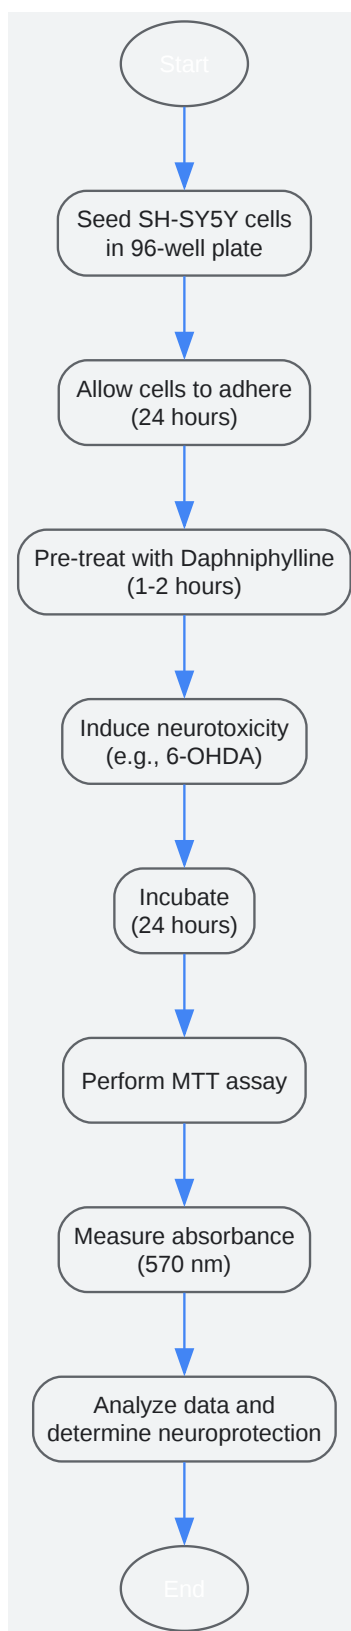 Start
Seed SH-SY5Y cells
in 96-well plate
Allow cells to adhere
(24 hours)
Pre-treat with Daphniphylline
(1-2 hours)
Induce neurotoxicity
(e.g., 6-OHDA)
Incubate
(24 hours)
Perform MTT assay
Measure absorbance
(570 nm)
Analyze data and
determine neuroprotection
End